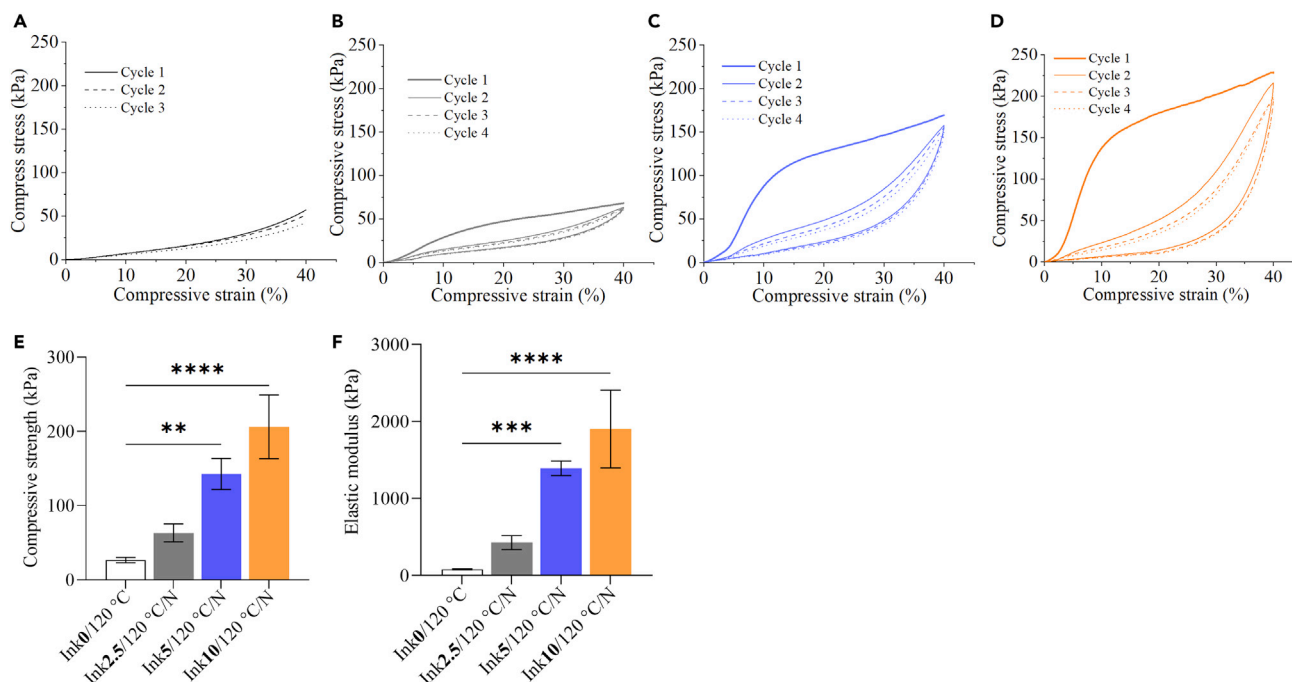 A
Compress stress (kPa)
250
200
150
100
50
0
Cycle 1
Cycle 2
Cycle 3
0 10 20 30 40
Compressive strain (%)
B
Compressive stress (kPa)
250
200
150
100
50
0
Cycle 1
Cycle 2
Cycle 3
Cycle 4
0 10 20 30 40
Compressive strain (%)
C
Compressive stress (kPa)
250
200
150
100
50
0
Cycle 1
Cycle 2
Cycle 3
Cycle 4
0 10 20 30 40
Compressive strain (%)
D
Compressive stress (kPa)
250
200
150
100
50
0
Cycle 1
Cycle 2
Cycle 3
Cycle 4
0 10 20 30 40
Compressive strain (%)
E
Compressive strength (kPa)
300
200
100
0
****
**
Ink0/120 °C
Ink2.5/120 °C/N
Ink5/120 °C/N
Ink10/120 °C/N
F
Elastic modulus (kPa)
3000
2000
1000
0
****
***
Ink0/120 °C
Ink2.5/120 °C/N
Ink5/120 °C/N
Ink10/120 °C/N